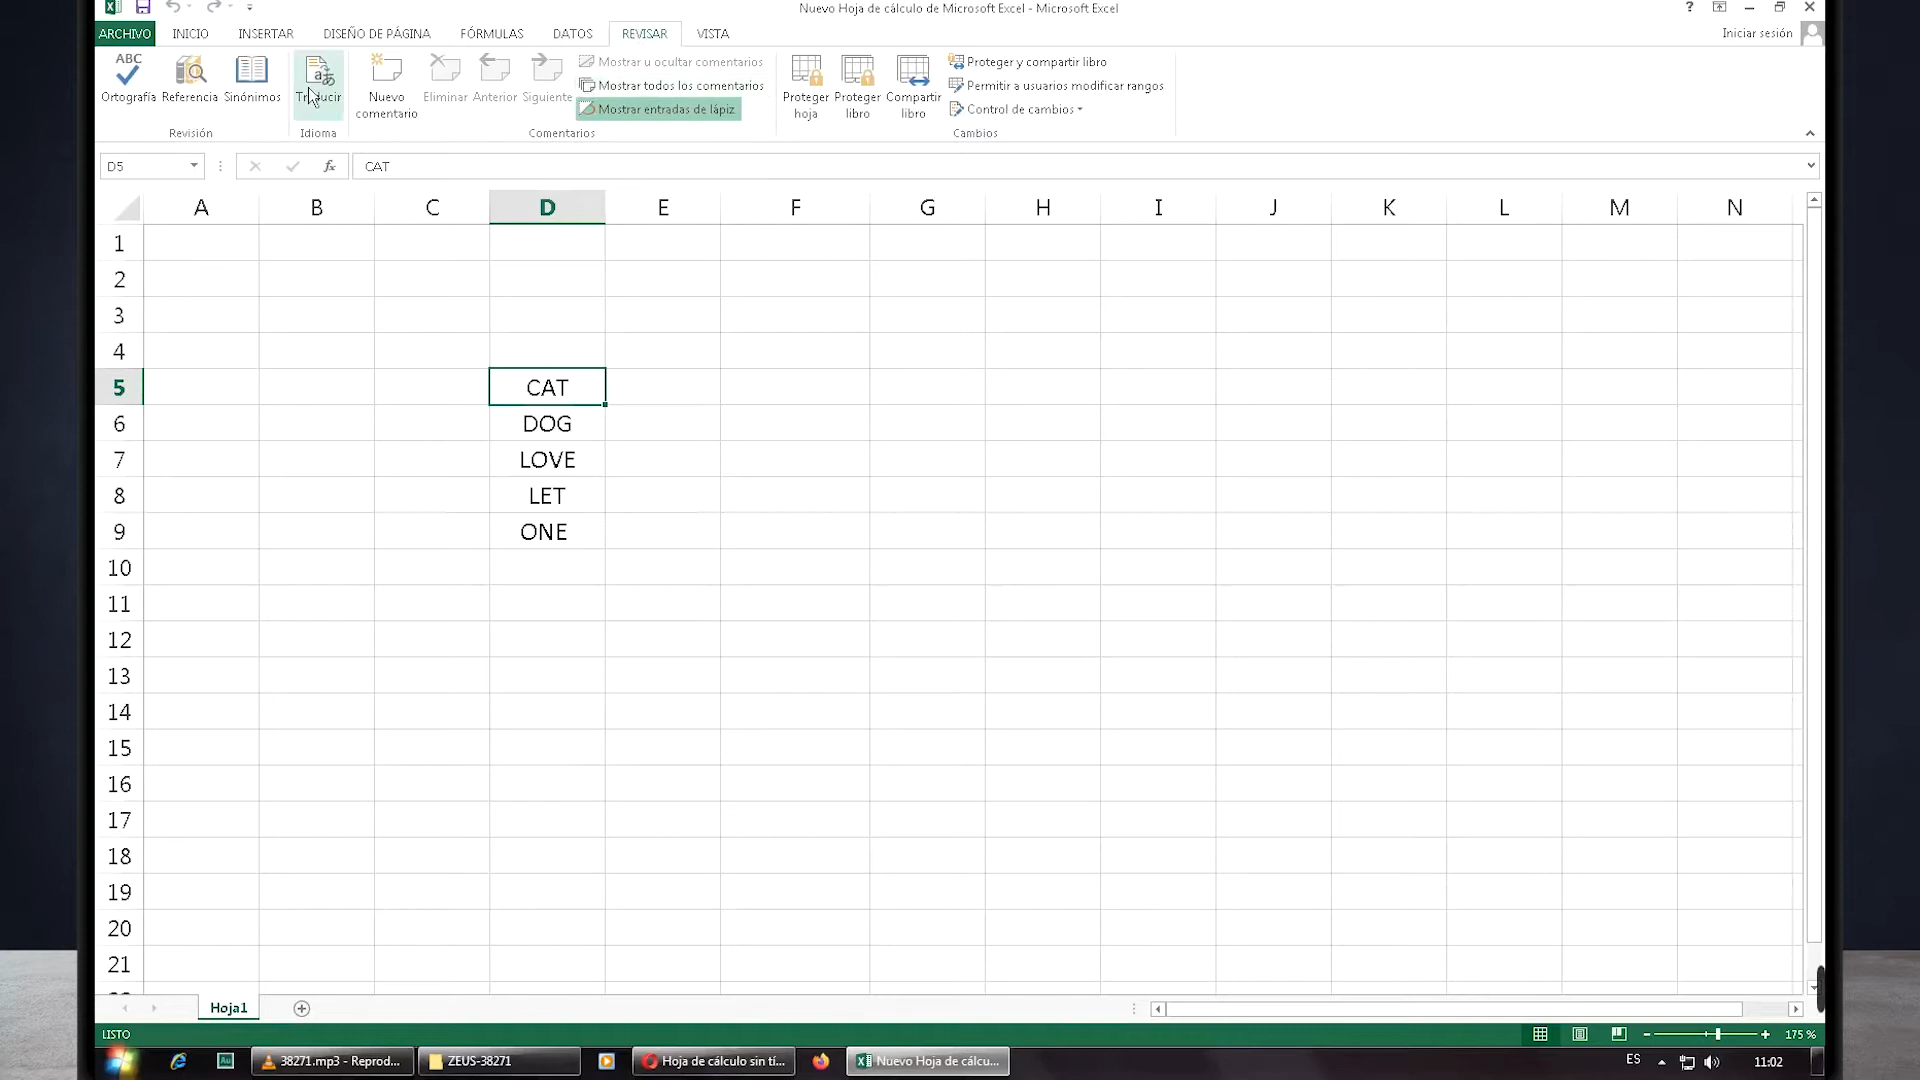 Nuevo Hoja de cálculo de Microsoft Excel - Microsoft Excel
ARCHIVO INICIO INSERTAR DISEÑO DE PÁGINA FÓRMULAS DATOS REVISAR VISTA Iniciar sesión
ABC
Ortografía Referencia Sinónimos Traducir Nuevo comentario Eliminar Anterior Siguiente
Mostrar u ocultar comentarios
Mostrar todos los comentarios
Mostrar entradas de lápiz
Proteger hoja Proteger libro Compartir libro
Proteger y compartir libro
Permitir a usuarios modificar rangos
Control de cambios
Revisión Idioma Comentarios Cambios
D5 fx CAT
A B C D E F G H I J K L M N
1
2
3
4
5 CAT
6 DOG
7 LOVE
8 LET
9 ONE
10
11
12
13
14
15
16
17
18
19
20
21
Hoja1
LISTO 175 %
38271.mp3 - Reprod... ZEUS-38271 Hoja de cálculo sin tí... Nuevo Hoja de cálcu... ES 11:02